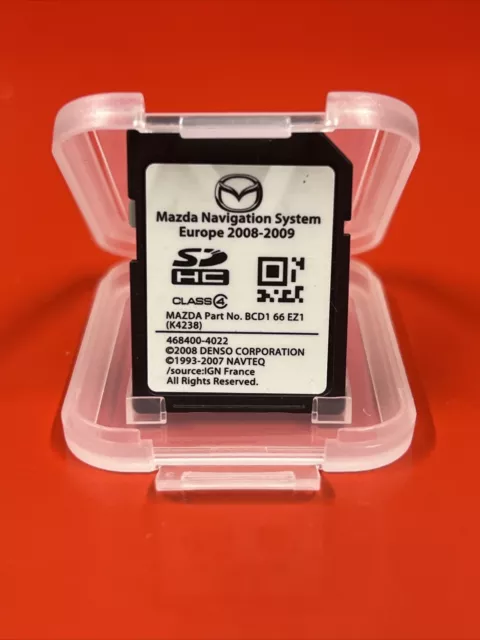 Mazda Navigation System
Europe 2008-2009
SD
HC
CLASS 4
MAZDA Part No. BCD1 66 EZ1
(K4238)
468400-4022
©2008 DENSO CORPORATION
©1993-2007 NAVTEQ
/source:IGN France
All Rights Reserved.